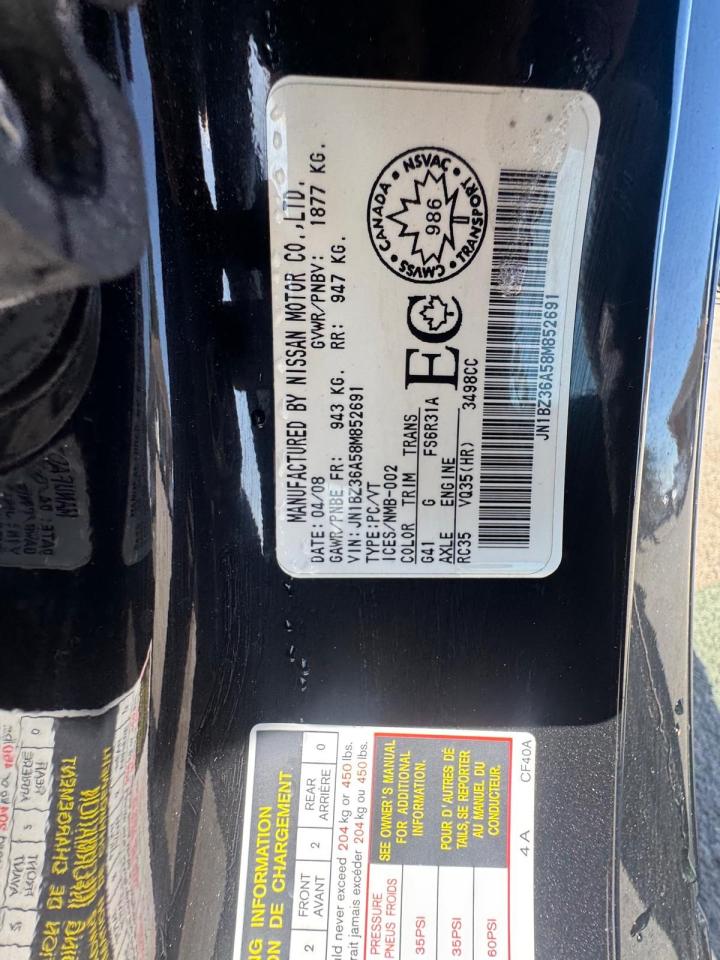 MANUFACTURED BY NISSAN MOTOR CO.,LTD.
DATE: 04/08 GVWR/PNBV: 1877 KG.
GAWR/PNBE FR: 943 KG. RR: 947 KG.
VIN: JN1BZ36A58M852691
TYPE:PC/VT
ICES/NMB-002
COLOR TRIM TRANS
G41 G FS6R31A
AXLE ENGINE
RC35 VQ35(HR) 3498CC
EC
CMVSS • CANADA • NSVAC • TRANSPORT •
986
JN1BZ36A58M852691
NG INFORMATION
ON DE CHARGEMENT
2 FRONT 2 REAR 0
AVANT ARRIÈRE
uld never exceed 204 kg or 450 lbs.
rait jamais excéder 204 kg ou 450 lbs.
PRESSURE
PNEUS FROIDS
35PSI
35PSI
60PSI
SEE OWNER'S MANUAL
FOR ADDITIONAL
INFORMATION.
POUR D'AUTRES DÉ
TAILS, SE REPORTER
AU MANUEL DU
CONDUCTEUR.
4A CF40A